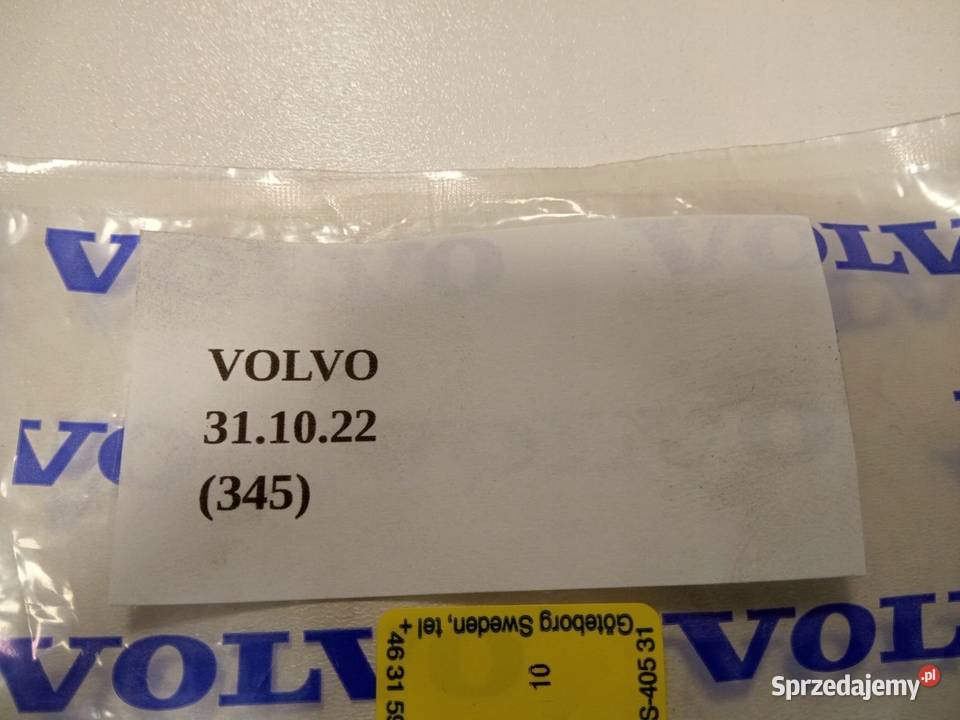 VOLVO
VOLVO
31.10.22
(345)
VOLVO
VOLVO
Göteborg Sweden, tel +
46 31 59
10
S-405 31
Sprzedajemy.pl